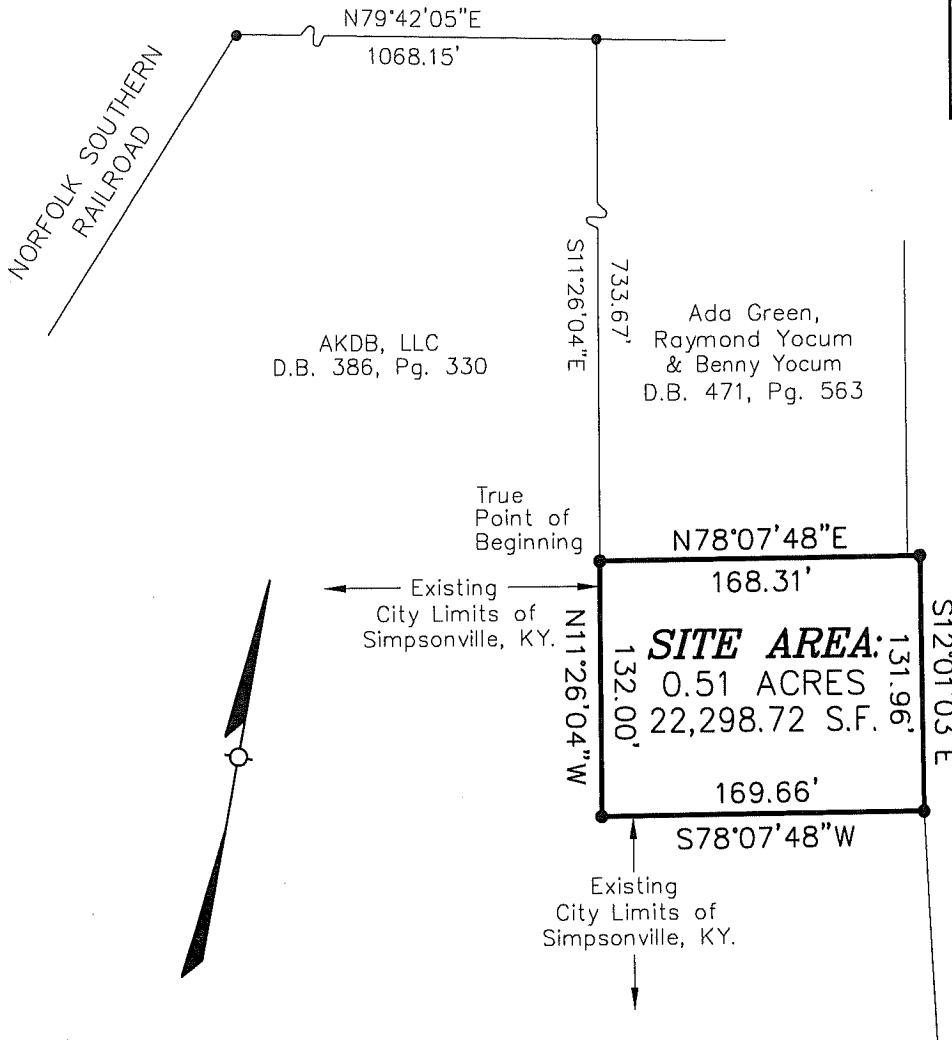 N79°42'05"E
1068.15'
NORFOLK SOUTHERN
RAILROAD
S11°26'04"E
733.67'
AKDB, LLC
D.B. 386, Pg. 330
Ada Green,
Raymond Yocum
& Benny Yocum
D.B. 471, Pg. 563
True
Point of
Beginning
N78°07'48"E
168.31'
Existing
City Limits of
Simpsonville, KY.
N11°26'04"W
132.00'
SITE AREA:
0.51 ACRES
22,298.72 S.F.
131.96'
S12°01'03 E
169.66'
S78°07'48"W
Existing
City Limits of
Simpsonville, KY.